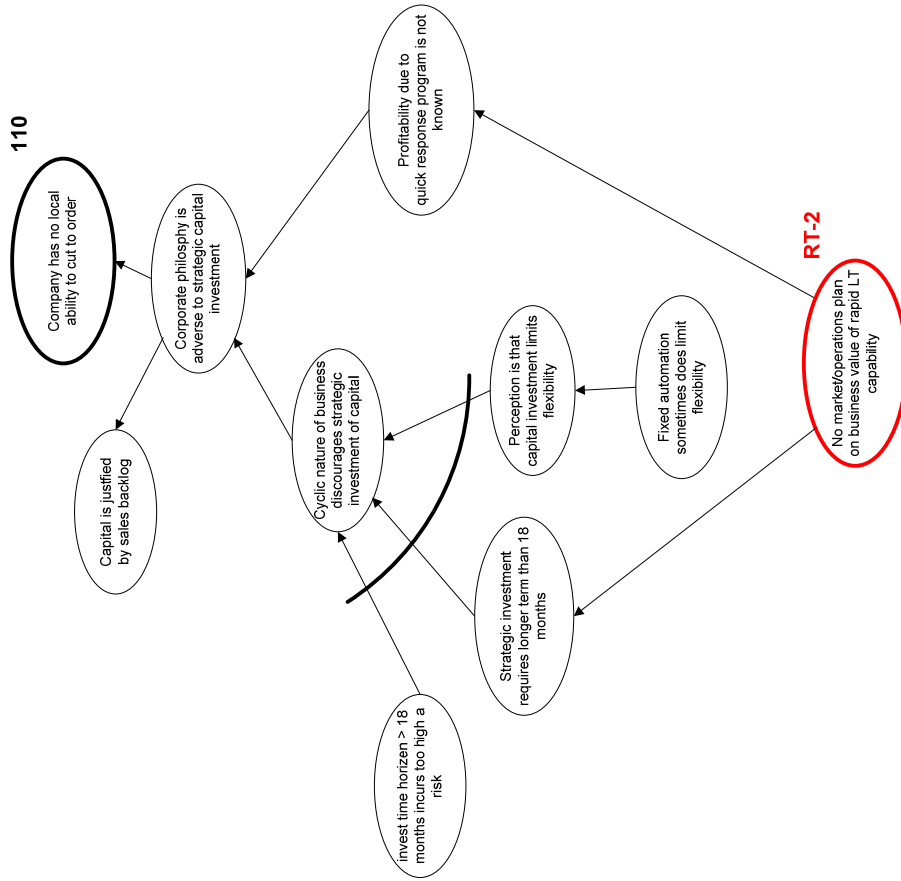 110
Company has no local
ability to cut to order
Corporate philosphy is
adverse to strategic capital
investment
Profitability due to
quick response program is not
known
Capital is justfied
by sales backlog
Cyclic nature of business
discourages strategic
investment of capital
Perception is that
capital investment limits
flexibility
Fixed automation
sometimes does limit
flexibility
Strategic investment
requires longer term than 18
months
invest time horizen > 18
months incurs too high a
risk
RT-2
No market/operations plan
on business value of rapid LT
capability